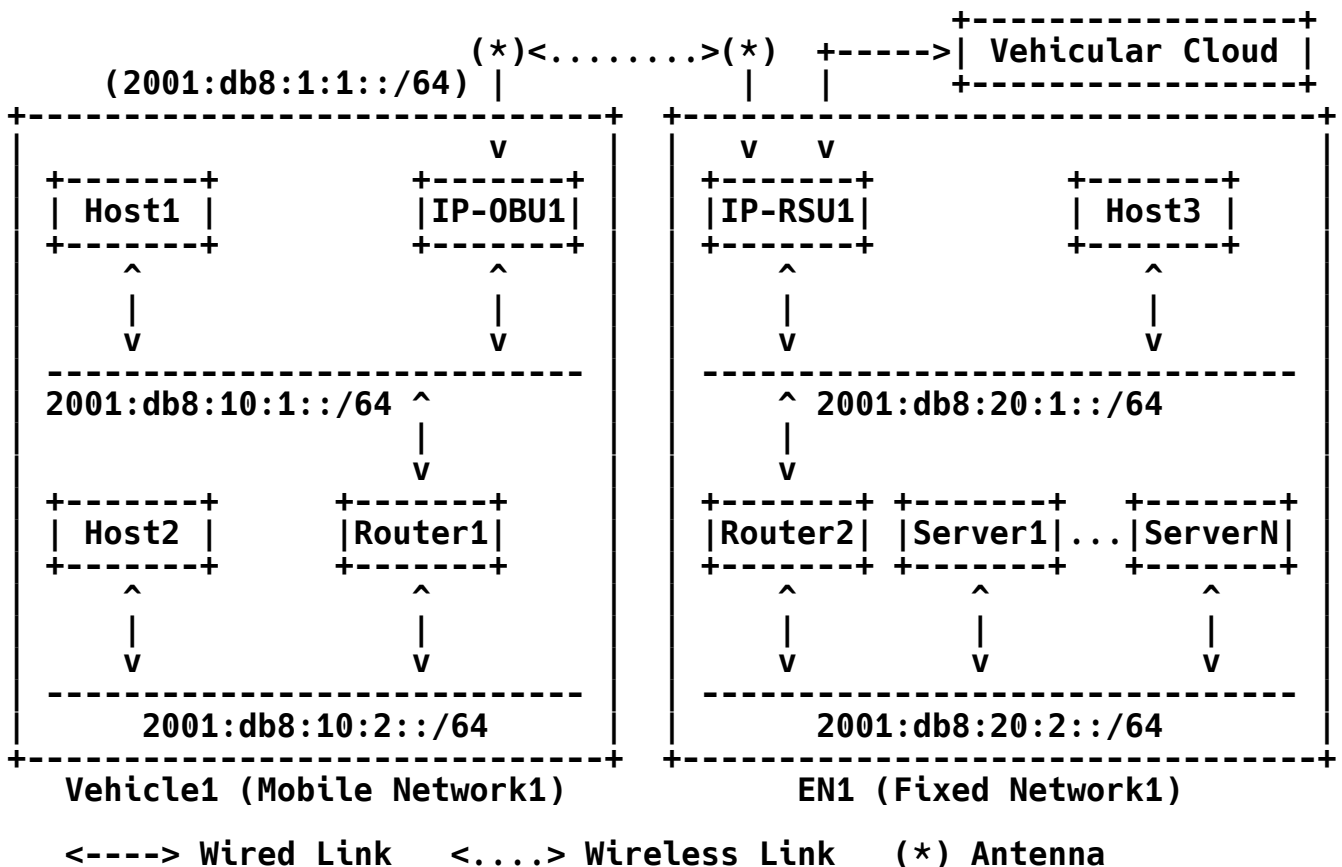 +-----------------+
(*)<........>(*)  +----->| Vehicular Cloud |
(2001:db8:1:1::/64) |            |   |      +-----------------+
+------------------------------+  +---------------------------------+
|                        v     |  |   v   v                         |
| +-------+          +-------+ |  | +-------+          +-------+   |
| | Host1 |          |IP-OBU1| |  | |IP-RSU1|          | Host3 |   |
| +-------+          +-------+ |  | +-------+          +-------+   |
|     ^                  ^     |  |     ^                  ^        |
|     |                  |     |  |     |                  |        |
|     v                  v     |  |     v                  v        |
| ---------------------------- |  | ------------------------------- |
| 2001:db8:10:1::/64 ^         |  |     ^ 2001:db8:20:1::/64        |
|                    |         |  |     |                           |
|                    v         |  |     v                           |
| +-------+      +-------+     |  | +-------+ +-------+   +-------+ |
| | Host2 |      |Router1|     |  | |Router2| |Server1|...|ServerN| |
| +-------+      +-------+     |  | +-------+ +-------+   +-------+ |
|     ^              ^         |  |     ^         ^           ^     |
|     |              |         |  |     |         |           |     |
|     v              v         |  |     v         v           v     |
| ---------------------------- |  | ------------------------------- |
|      2001:db8:10:2::/64      |  |       2001:db8:20:2::/64        |
+------------------------------+  +---------------------------------+
Vehicle1 (Mobile Network1)            EN1 (Fixed Network1)
<----> Wired Link   <....> Wireless Link   (*) Antenna